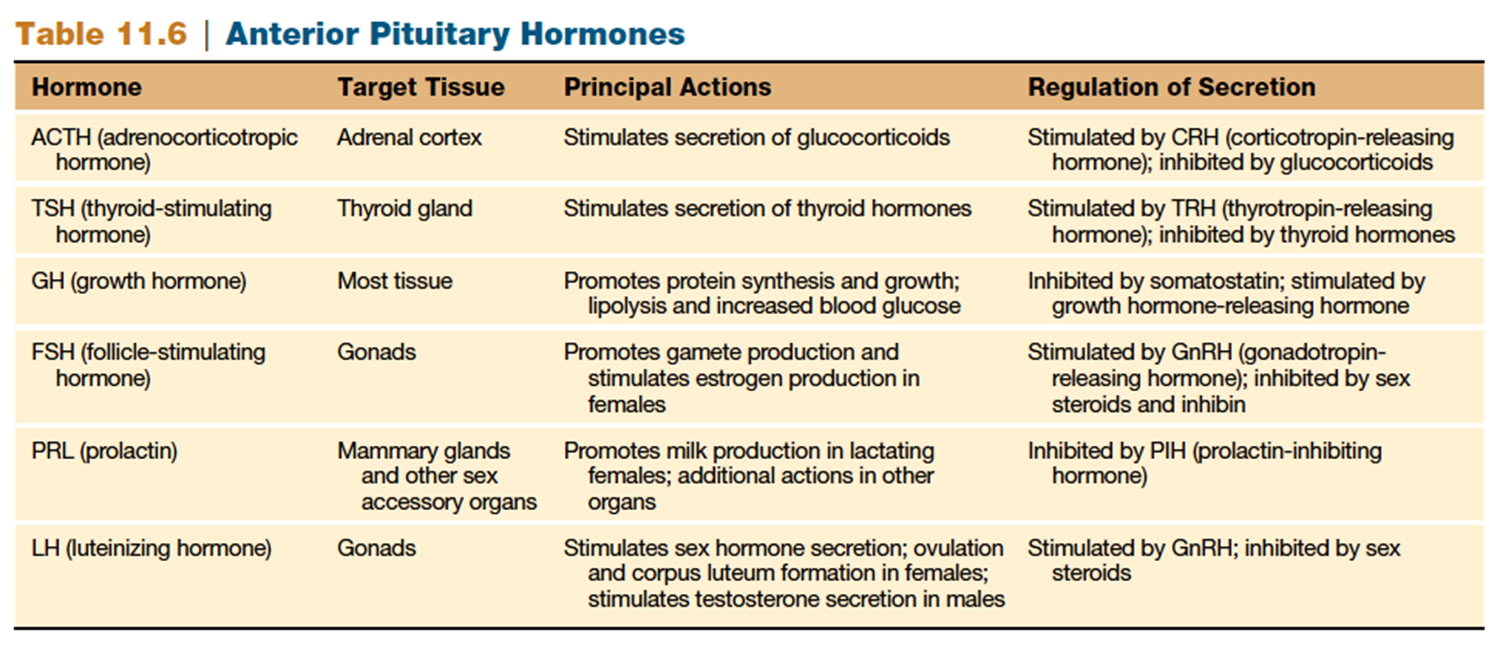 Table 11.6 | Anterior Pituitary Hormones
Hormone Target Tissue Principal Actions Regulation of Secretion
ACTH (adrenocorticotropic Adrenal cortex Stimulates secretion of glucocorticoids Stimulated by CRH (corticotropin-releasing
hormone) hormone); inhibited by glucocorticoids
TSH (thyroid-stimulating Thyroid gland Stimulates secretion of thyroid hormones Stimulated by TRH (thyrotropin-releasing
hormone) hormone); inhibited by thyroid hormones
GH (growth hormone) Most tissue Promotes protein synthesis and growth; Inhibited by somatostatin; stimulated by
lipolysis and increased blood glucose growth hormone-releasing hormone
FSH (follicle-stimulating Gonads Promotes gamete production and Stimulated by GnRH (gonadotropin-
hormone) stimulates estrogen production in releasing hormone); inhibited by sex
females steroids and inhibin
PRL (prolactin) Mammary glands Promotes milk production in lactating Inhibited by PIH (prolactin-inhibiting
and other sex females; additional actions in other hormone)
accessory organs organs
LH (luteinizing hormone) Gonads Stimulates sex hormone secretion; ovulation Stimulated by GnRH; inhibited by sex
and corpus luteum formation in females; steroids
stimulates testosterone secretion in males